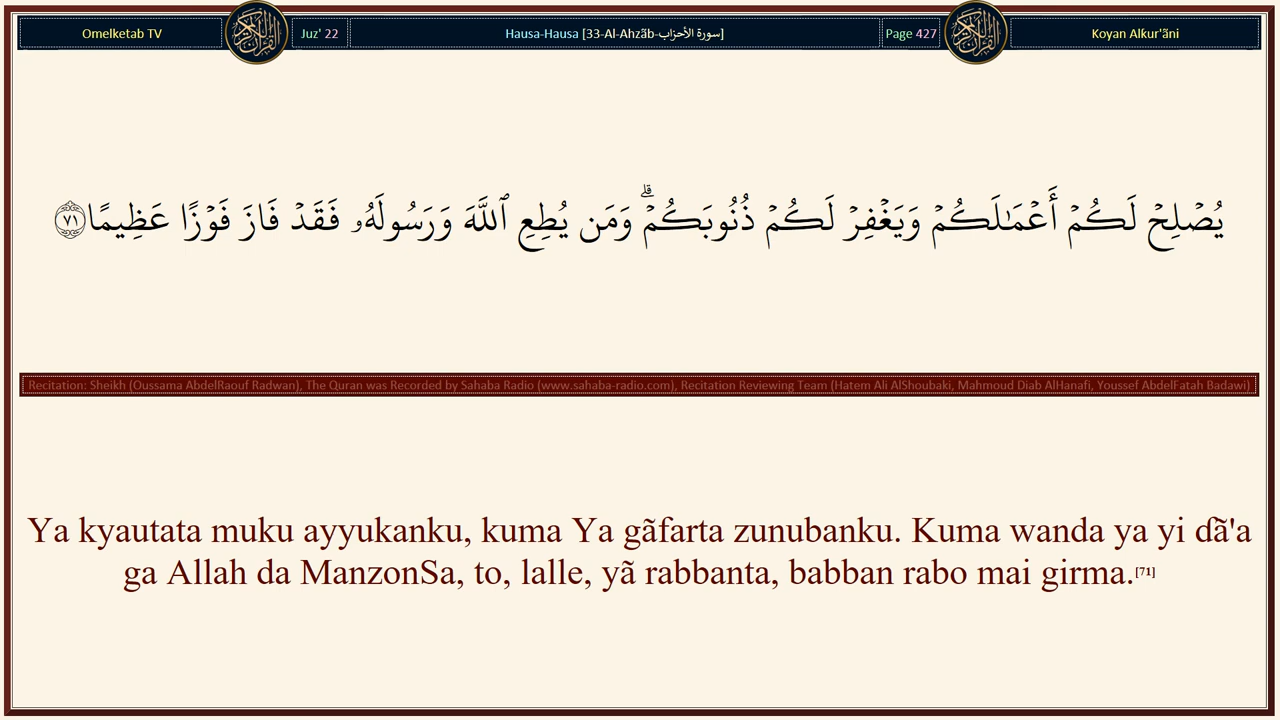 Omelketab TV
Juz' 22
Hausa-Hausa [33-Al-Ahzãb-سورة الأحزاب]
Page 427
Koyan Alƙur'ãni
يُصۡلِحۡ لَكُمۡ أَعۡمَٰلَكُمۡ وَيَغۡفِرۡ لَكُمۡ ذُنُوبَكُمۡۗ وَمَن يُطِعِ ٱللَّهَ وَرَسُولَهُۥ فَقَدۡ فَازَ فَوۡزًا عَظِيمًا ٧١
Recitation: Sheikh (Oussama AbdelRaouf Radwan), The Quran was Recorded by Sahaba Radio (www.sahaba-radio.com), Recitation Reviewing Team (Hatem Ali AlShoubaki, Mahmoud Diab AlHanafi, Youssef AbdelFatah Badawi)
Ya kyautata muku ayyukanku, kuma Ya gãfarta zunubanku. Kuma wanda ya yi ɗã'a
ga Allah da ManzonSa, to, lalle, yã rabbanta, babban rabo mai girma.[71]